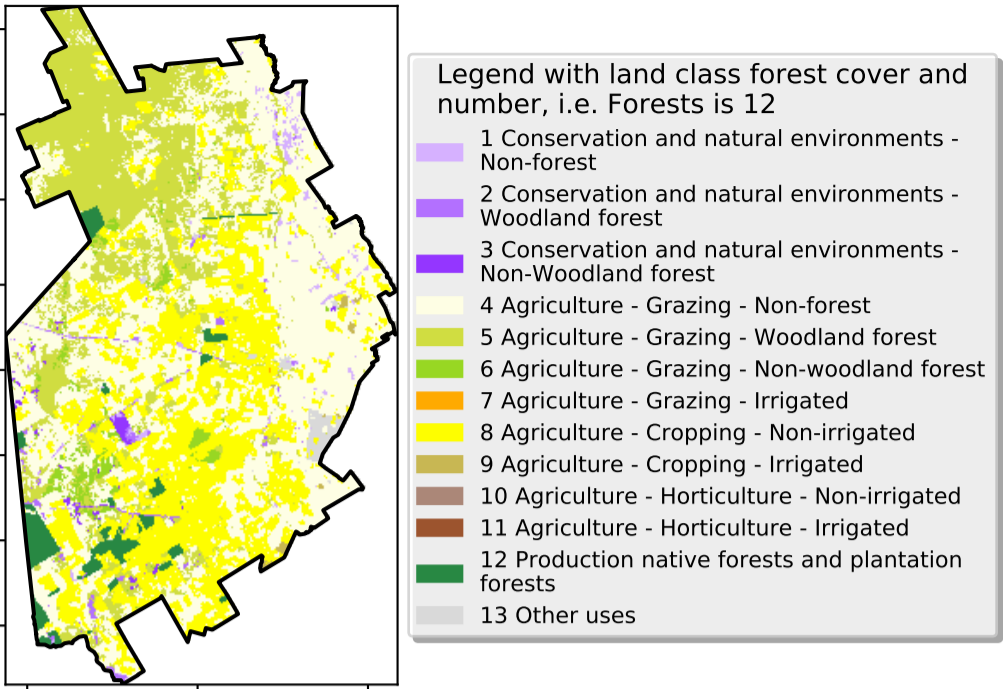 Legend with land class forest cover and
number, i.e. Forests is 12
1 Conservation and natural environments -
Non-forest
2 Conservation and natural environments -
Woodland forest
3 Conservation and natural environments -
Non-Woodland forest
4 Agriculture - Grazing - Non-forest
5 Agriculture - Grazing - Woodland forest
6 Agriculture - Grazing - Non-woodland forest
7 Agriculture - Grazing - Irrigated
8 Agriculture - Cropping - Non-irrigated
9 Agriculture - Cropping - Irrigated
10 Agriculture - Horticulture - Non-irrigated
11 Agriculture - Horticulture - Irrigated
12 Production native forests and plantation
forests
13 Other uses